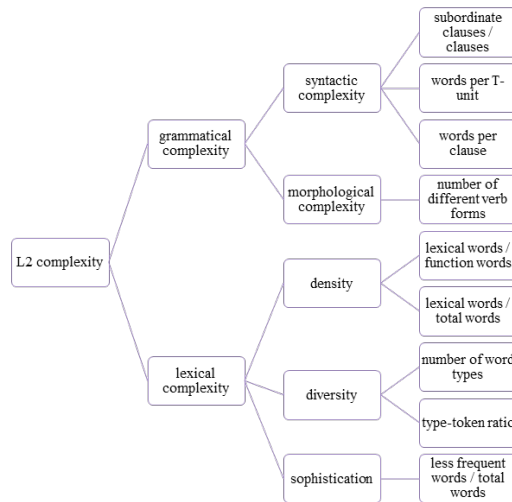 subordinate
clauses /
clauses
syntactic
complexity
words per T-
unit
words per
clause
grammatical
complexity
morphological
complexity
number of
different verb
forms
L2 complexity
lexical
complexity
density
lexical words /
function words
lexical words /
total words
diversity
number of word
types
type-token ratio
sophistication
less frequent
words / total
words